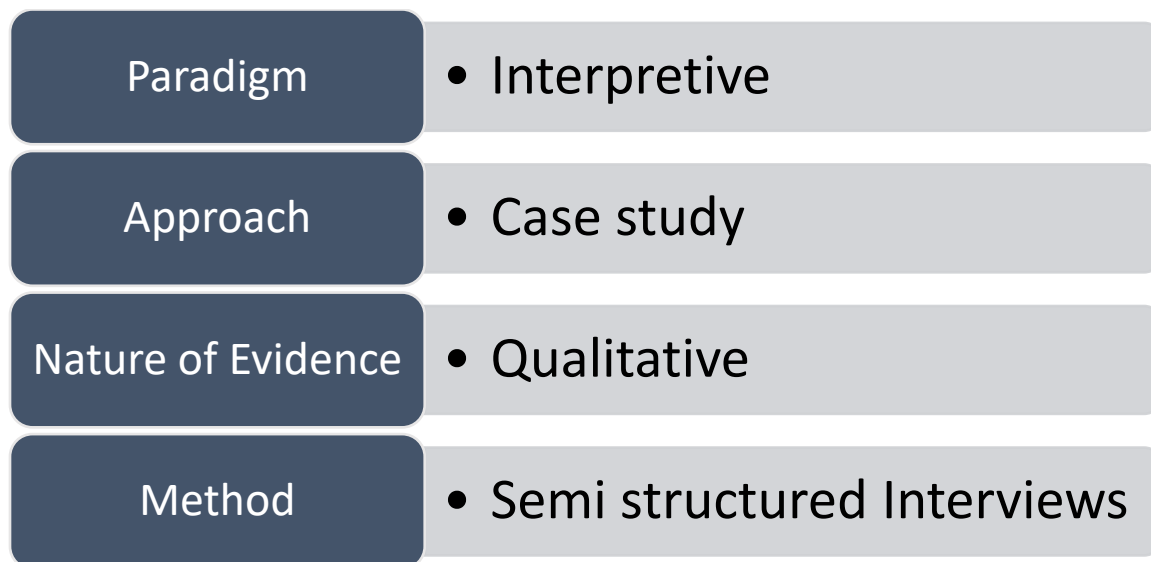 Paradigm
• Interpretive
Approach
• Case study
Nature of Evidence
• Qualitative
Method
• Semi structured Interviews